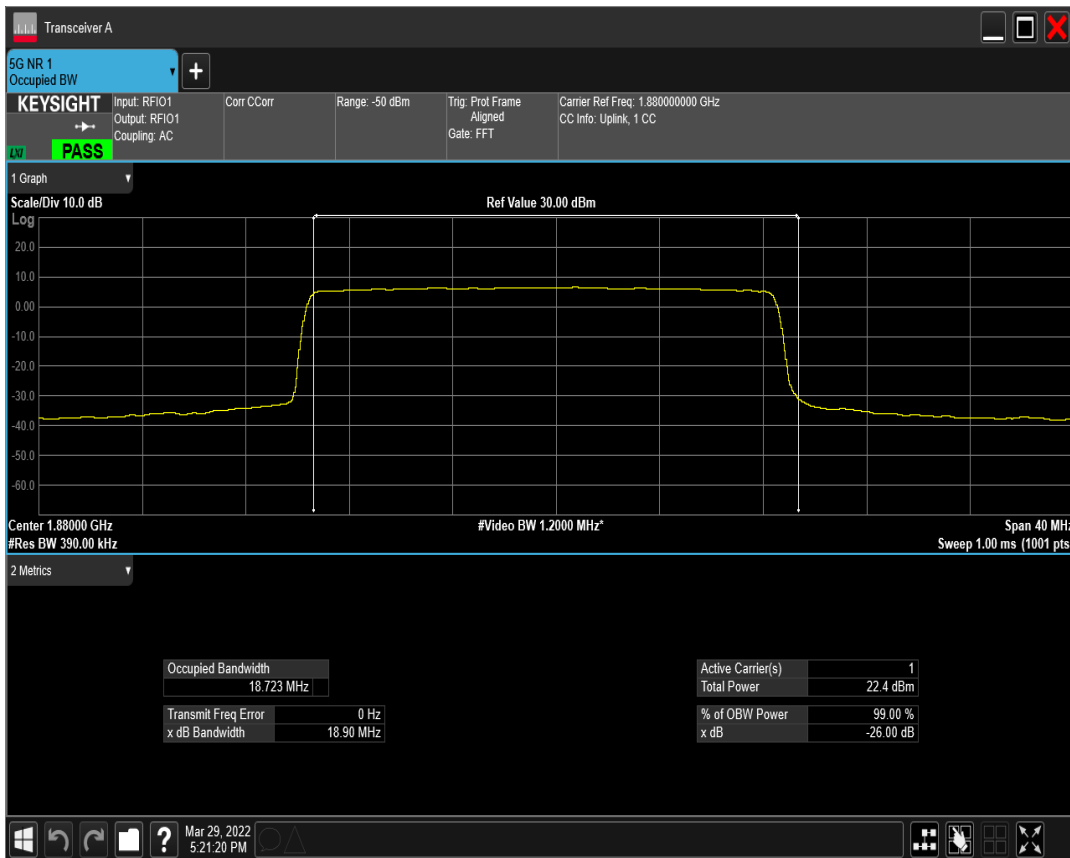 Transceiver A
5G NR 1
Occupied BW
KEYSIGHT
LXI
PASS
Input: RFIO1
Output: RFIO1
Coupling: AC
Corr CCorr
Range: -50 dBm
Trig: Prot Frame
Aligned
Gate: FFT
Carrier Ref Freq: 1.880000000 GHz
CC Info: Uplink, 1 CC
1 Graph
Scale/Div 10.0 dB
Ref Value 30.00 dBm
Log
20.0
10.0
0.00
-10.0
-20.0
-30.0
-40.0
-50.0
-60.0
Center 1.88000 GHz
#Video BW 1.2000 MHz*
Span 40 MHz
#Res BW 390.00 kHz
Sweep 1.00 ms (1001 pts
2 Metrics
Occupied Bandwidth
18.723 MHz
Transmit Freq Error 0 Hz
x dB Bandwidth 18.90 MHz
Active Carrier(s) 1
Total Power 22.4 dBm
% of OBW Power 99.00 %
x dB -26.00 dB
?
Mar 29, 2022
5:21:20 PM